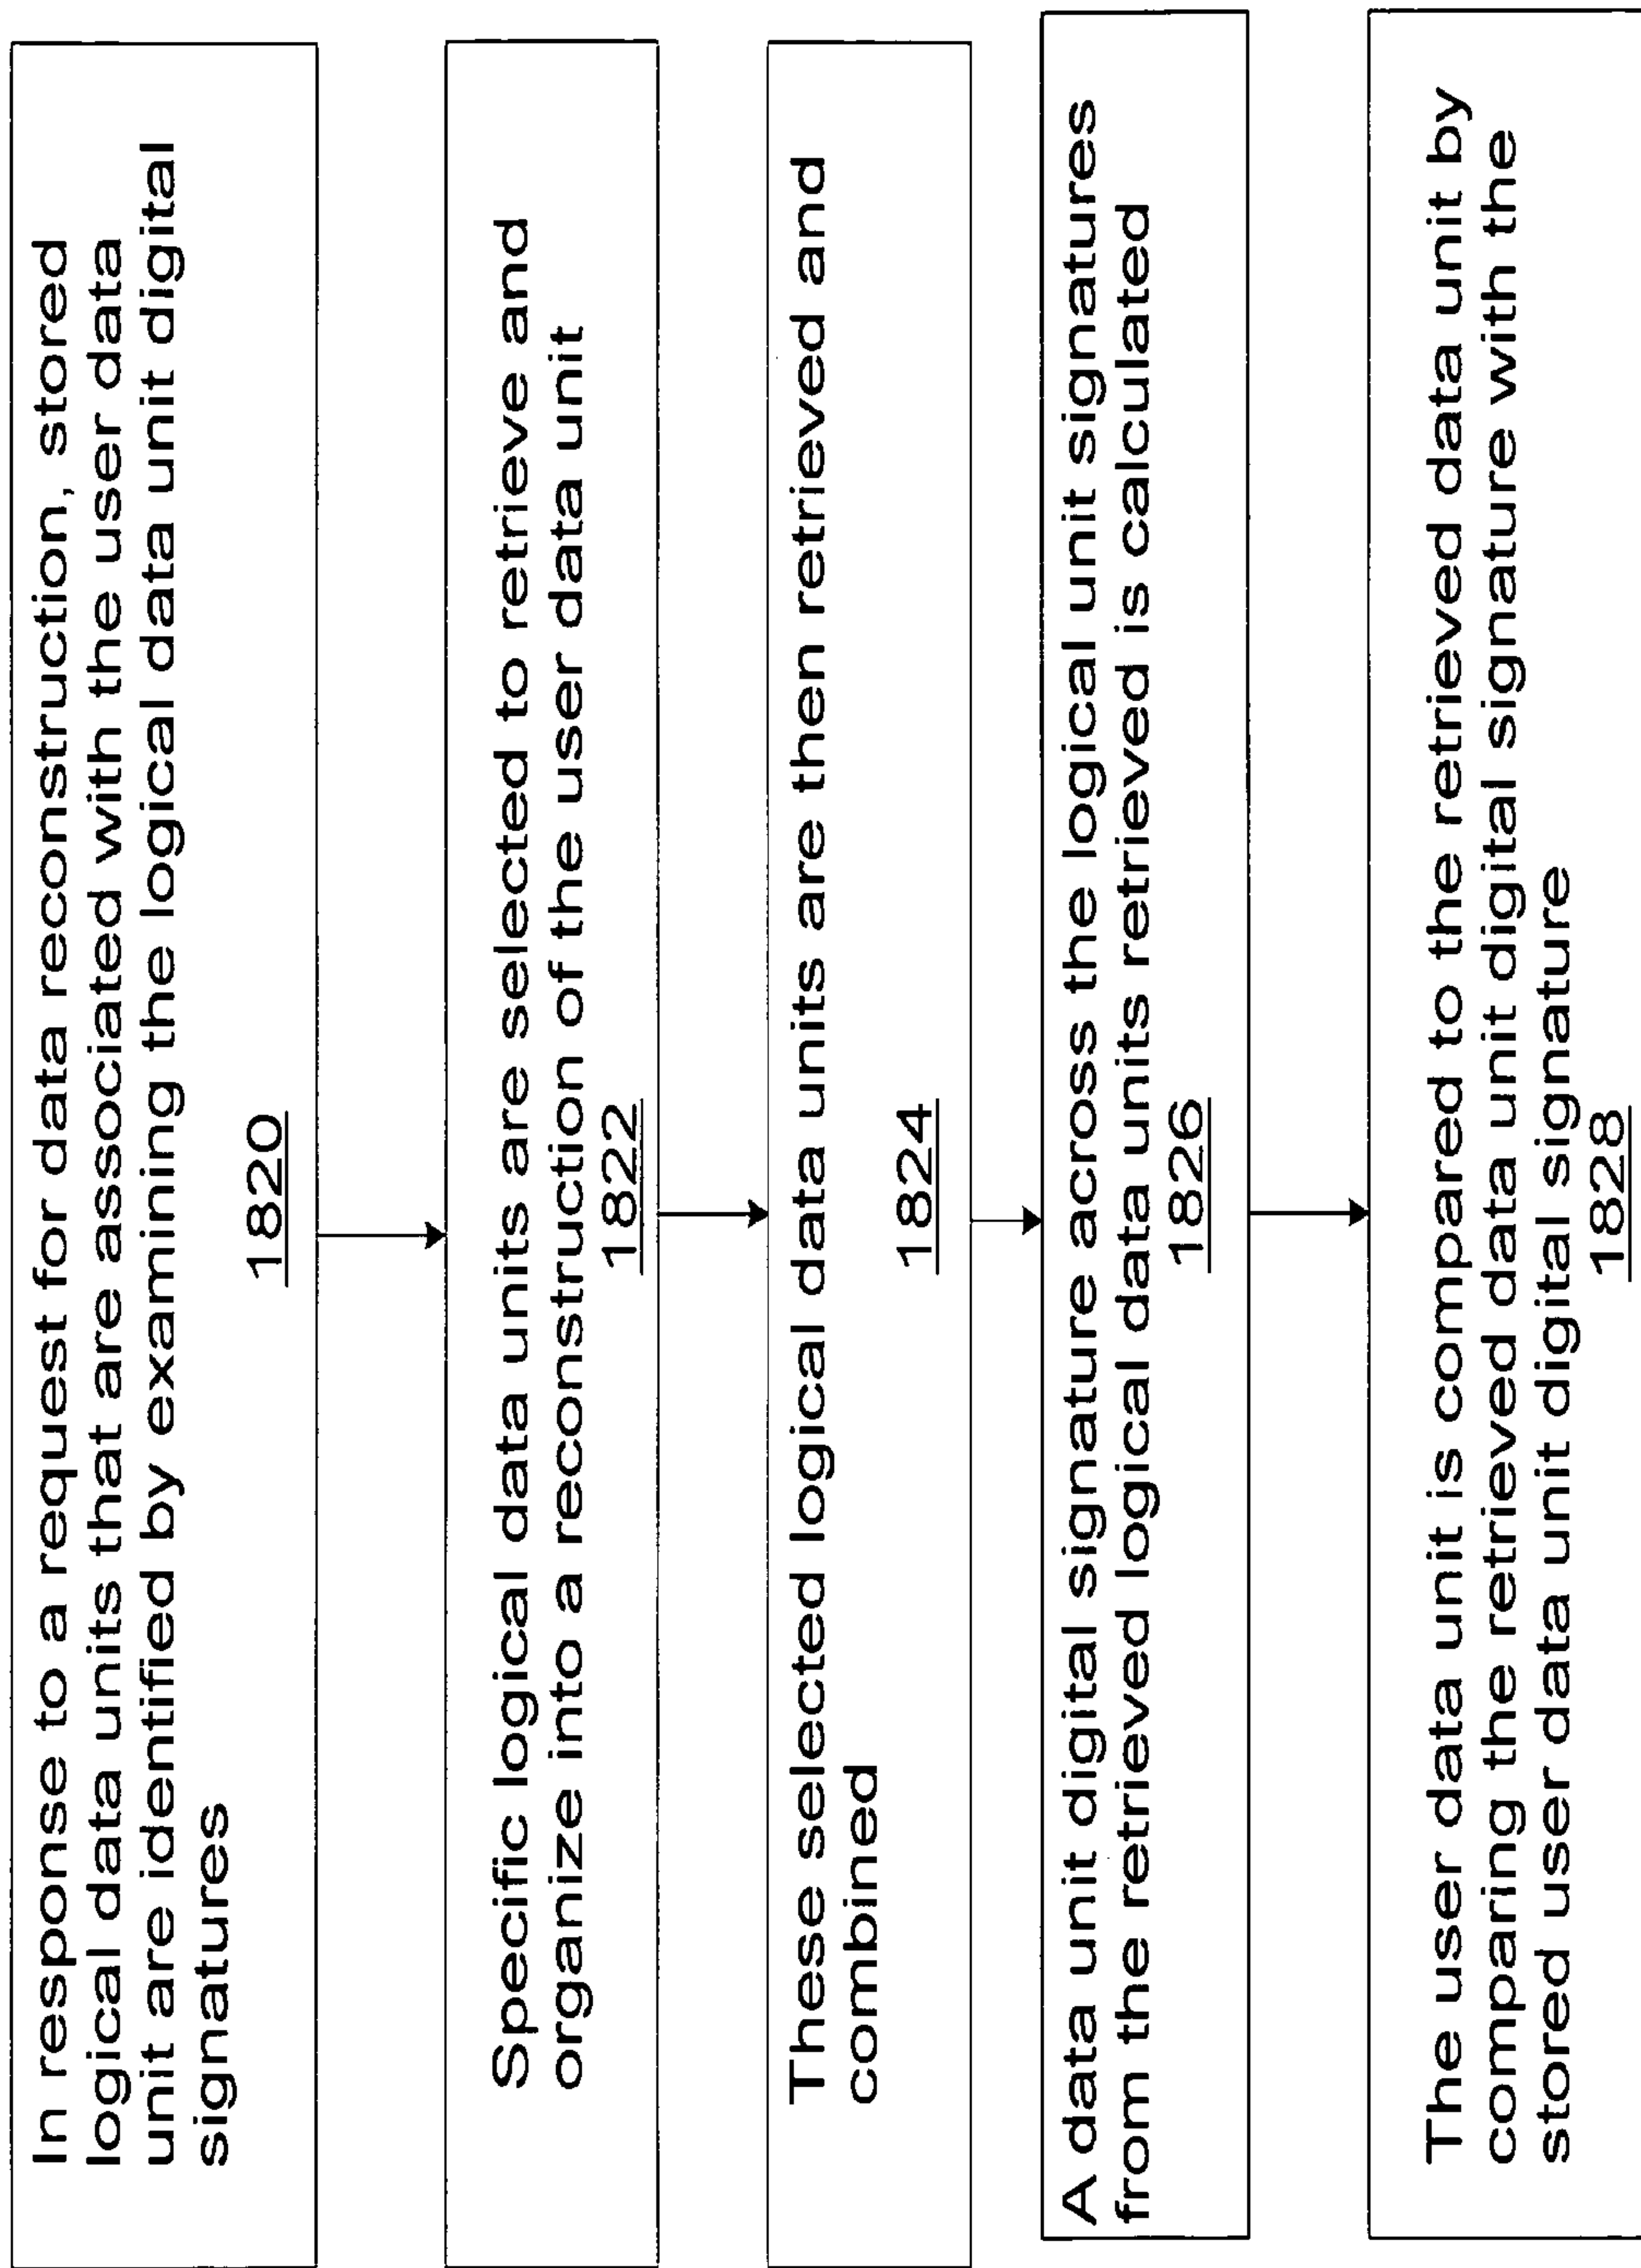 In response to a request for data reconstruction, stored
logical data units that are associated with the user data
unit are identified by examining the logical data unit digital
signatures
1820
Specific logical data units are selected to retrieve and
organize into a reconstruction of the user data unit
1822
These selected logical data units are then retrieved and
combined
1824
A data unit digital signature across the logical unit signatures
from the retrieved logical data units retrieved is calculated
1826
The user data unit is compared to the retrieved data unit by
comparing the retrieved data unit digital signature with the
stored user data unit digital signature
1828